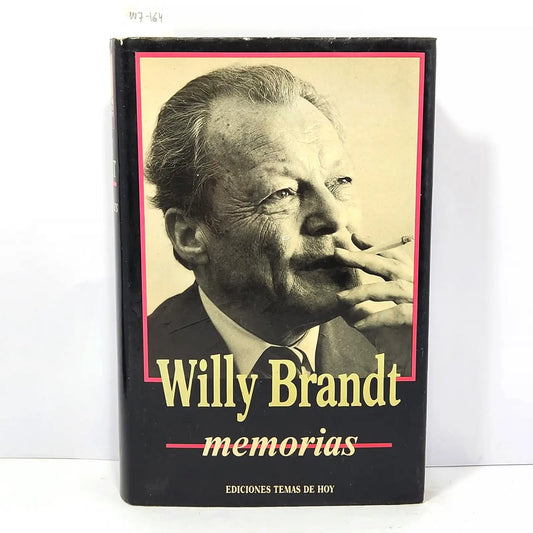 W7-164
Willy Brandt
memorias
EDICIONES TEMAS DE HOY